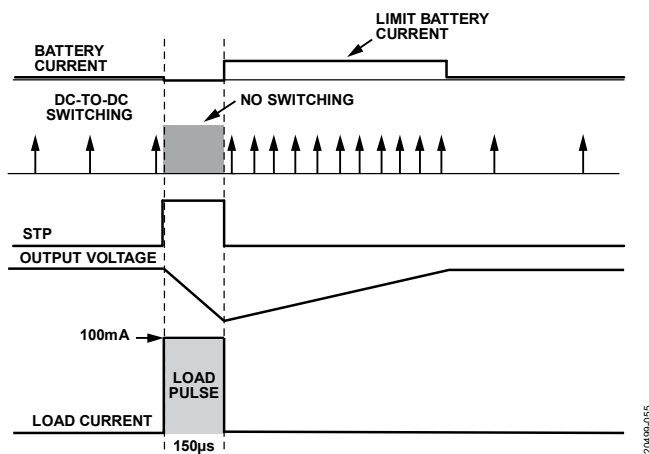 LIMIT BATTERY
CURRENT
BATTERY
CURRENT
DC-TO-DC
SWITCHING
NO SWITCHING
STP
OUTPUT VOLTAGE
100mA
LOAD
PULSE
LOAD CURRENT
150µs
20499-055